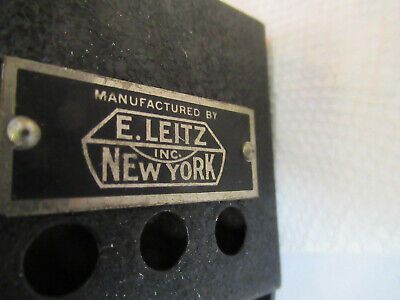 MANUFACTURED BY
E. LEITZ
INC.
NEW YORK